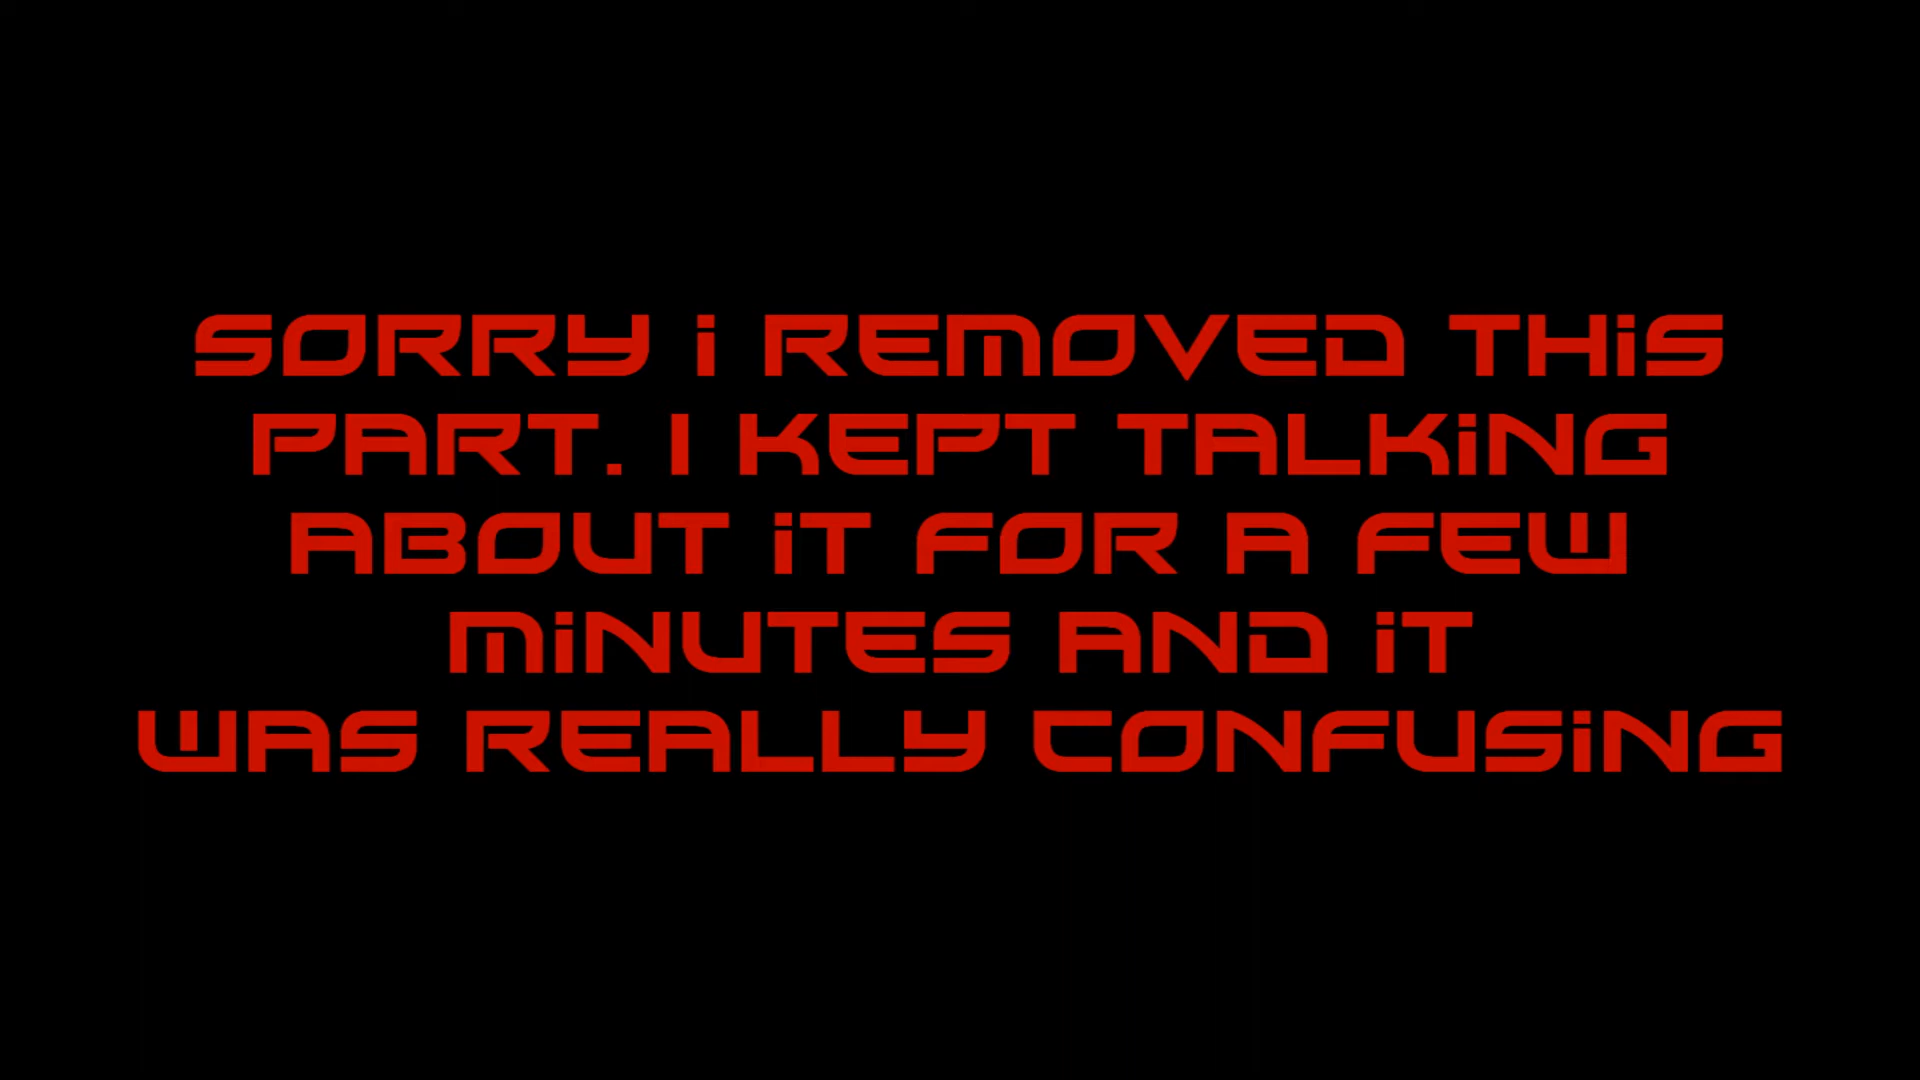 SORRY i REMOVED THiS
PART. I KEPT TALKiNG
ABOUT iT FOR A FEW
MiNUTES AND iT
WAS REALLY CONFUSiNG